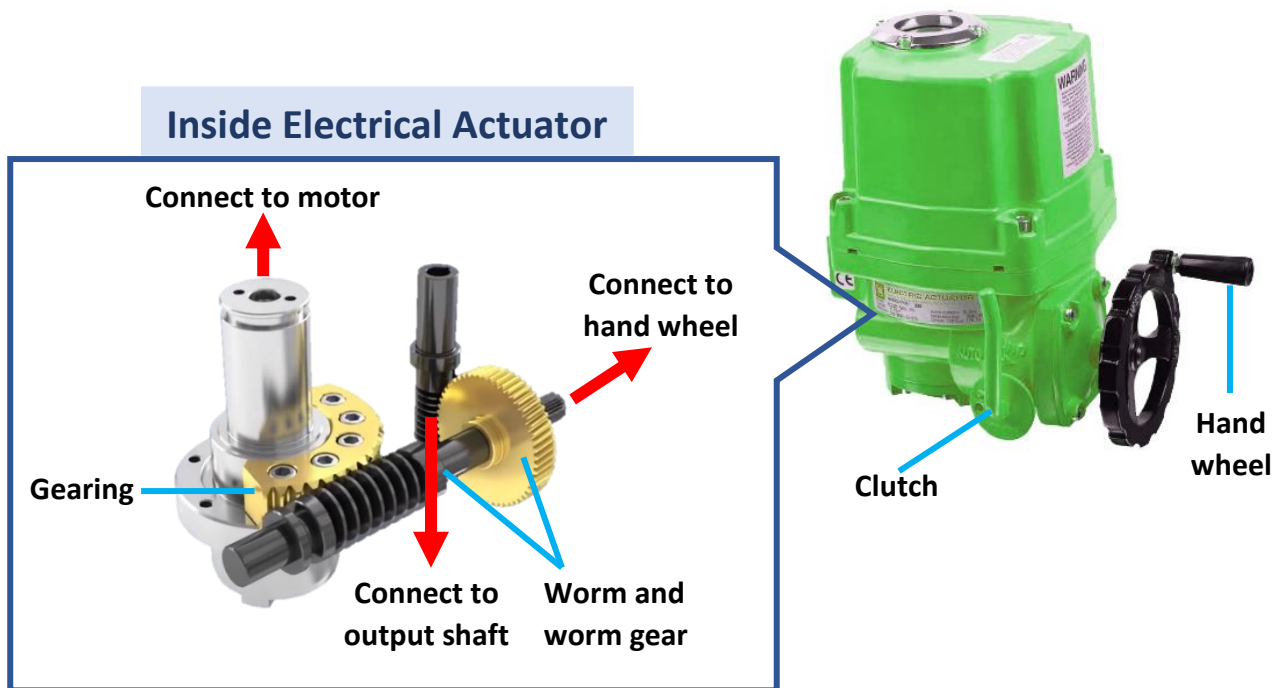 Inside Electrical Actuator
Connect to motor
Connect to
hand wheel
Gearing
Connect to
output shaft
Worm and
worm gear
WARNING
CE
ELECTRIC ACTUATOR
Clutch
Hand
wheel